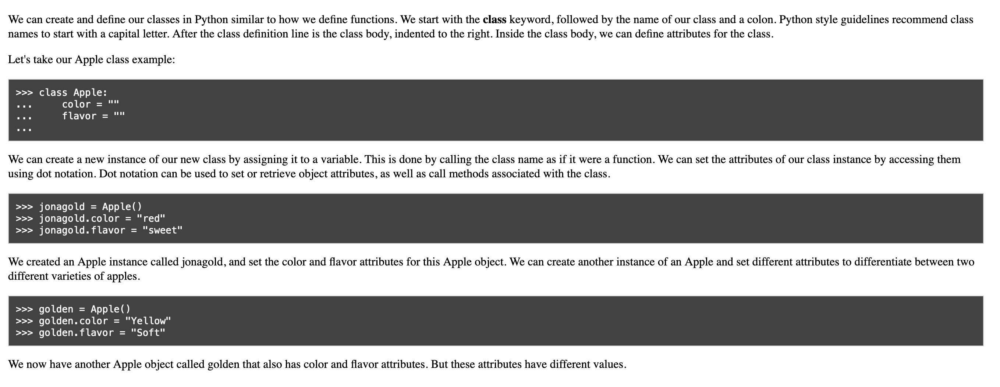 We can create and define our classes in Python similar to how we define functions. We start with the class keyword, followed by the name of our class and a colon. Python style guidelines recommend class
names to start with a capital letter. After the class definition line is the class body, indented to the right. Inside the class body, we can define attributes for the class.
Let's take our Apple class example:
>>> class Apple:
...     color = ""
...     flavor = ""
...
We can create a new instance of our new class by assigning it to a variable. This is done by calling the class name as if it were a function. We can set the attributes of our class instance by accessing them
using dot notation. Dot notation can be used to set or retrieve object attributes, as well as call methods associated with the class.
>>> jonagold = Apple()
>>> jonagold.color = "red"
>>> jonagold.flavor = "sweet"
We created an Apple instance called jonagold, and set the color and flavor attributes for this Apple object. We can create another instance of an Apple and set different attributes to differentiate between two
different varieties of apples.
>>> golden = Apple()
>>> golden.color = "Yellow"
>>> golden.flavor = "Soft"
We now have another Apple object called golden that also has color and flavor attributes. But these attributes have different values.